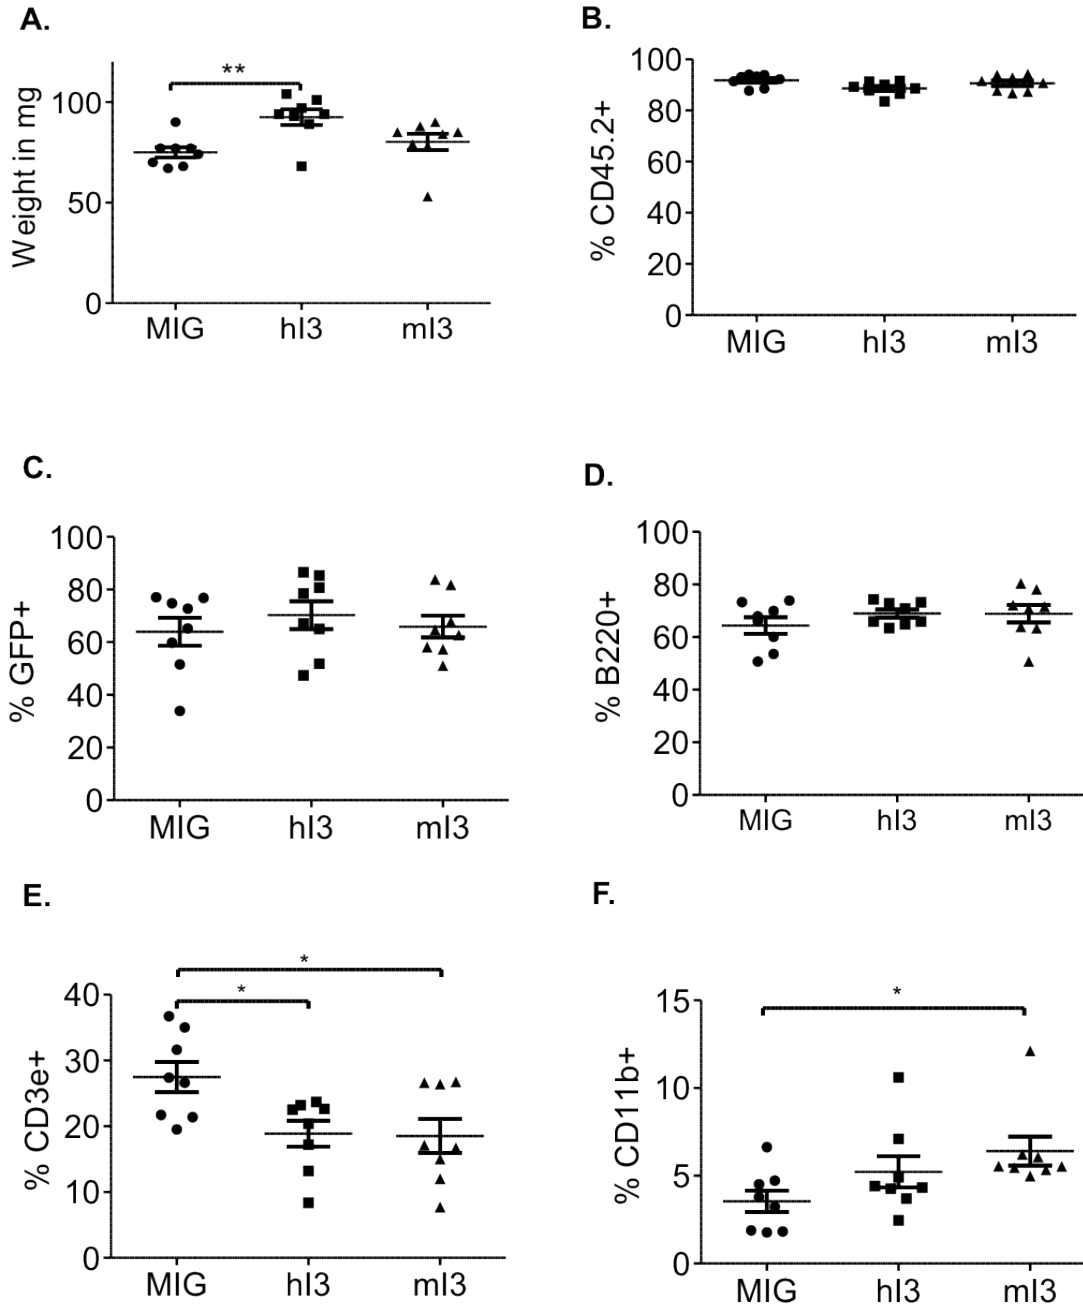 A.
**
Weight in mg
100
50
0
MIG hI3 mI3
B.
% CD45.2+
100
80
60
40
20
0
MIG hI3 mI3
C.
% GFP+
100
80
60
40
20
0
MIG hI3 mI3
D.
% B220+
100
80
60
40
20
0
MIG hI3 mI3
E.
*
*
% CD3e+
40
30
20
10
0
MIG hI3 mI3
F.
*
% CD11b+
15
10
5
0
MIG hI3 mI3